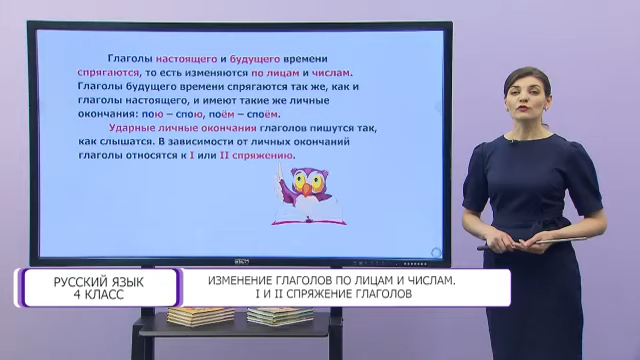 Глаголы настоящего и будущего времени
спрягаются, то есть изменяются по лицам и числам.
Глаголы будущего времени спрягаются так же, как и
глаголы настоящего, и имеют такие же личные
окончания: пою – спою, поём – споём.
Ударные личные окончания глаголов пишутся так,
как слышатся. В зависимости от личных окончаний
глаголы относятся к I или II спряжению.
РУССКИЙ ЯЗЫК
4 КЛАСС
ИЗМЕНЕНИЕ ГЛАГОЛОВ ПО ЛИЦАМ И ЧИСЛАМ.
I И II СПРЯЖЕНИЕ ГЛАГОЛОВ